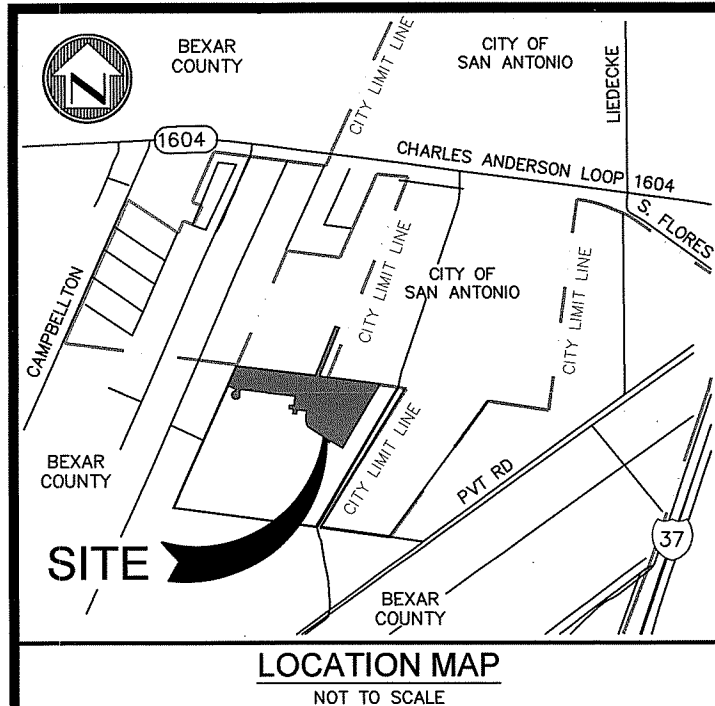 BEXAR
COUNTY
CITY LIMIT LINE
CITY OF
SAN ANTONIO
LIEDECKE
N
1604
CHARLES ANDERSON LOOP 1604
S. FLORES
CITY LIMIT LINE
CITY OF
SAN ANTONIO
CITY LIMIT LINE
CAMPBELLTON
CITY LIMIT LINE
BEXAR
COUNTY
PVT RD
37
SITE
BEXAR
COUNTY
LOCATION MAP
NOT TO SCALE